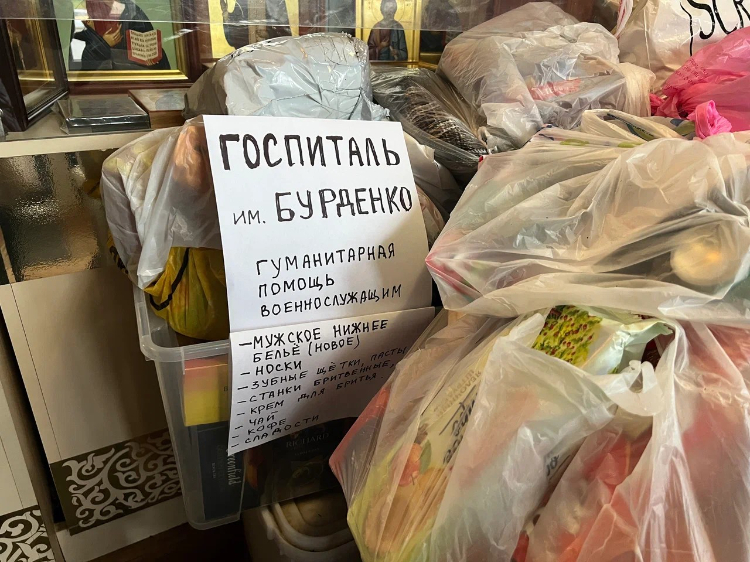 ГОСПИТАЛЬ
им. БУРДЕНКО
ГУМАНИТАРНАЯ
ПОМОЩЬ
ВОЕННОСЛУЖАЩИМ
- МУЖСКОЕ НИЖНЕЕ
БЕЛЬЁ (НОВОЕ)
- НОСКИ
- ЗУБНЫЕ ЩЁТКИ, ПАСТЫ
- СТАНКИ БРИТВЕННЫЕ,
- КРЕМ ДЛЯ БРИТЬЯ
- ЧАЙ
- КОФЕ
- СЛАДОСТИ
Greenfield